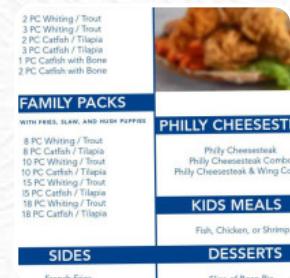 2 PC Whiting / Trout
3 PC Whiting / Trout
2 PC Catfish / Tilapia
3 PC Catfish / Tilapia
1 PC Catfish with Bone
2 PC Catfish with Bone
FAMILY PACKS
WITH FRIES, SLAW, AND HUSH PUPPIES
8 PC Whiting / Trout
8 PC Catfish / Tilapia
10 PC Whiting / Trout
10 PC Catfish / Tilapia
15 PC Whiting / Trout
15 PC Catfish / Tilapia
18 PC Whiting / Trout
18 PC Catfish / Tilapia
SIDES
French Fries
PHILLY CHEESEST
Philly Cheesesteak
Philly Cheesesteak Combo
Philly Cheesesteak & Wing Co
KIDS MEALS
Fish, Chicken, or Shrimp
DESSERTS